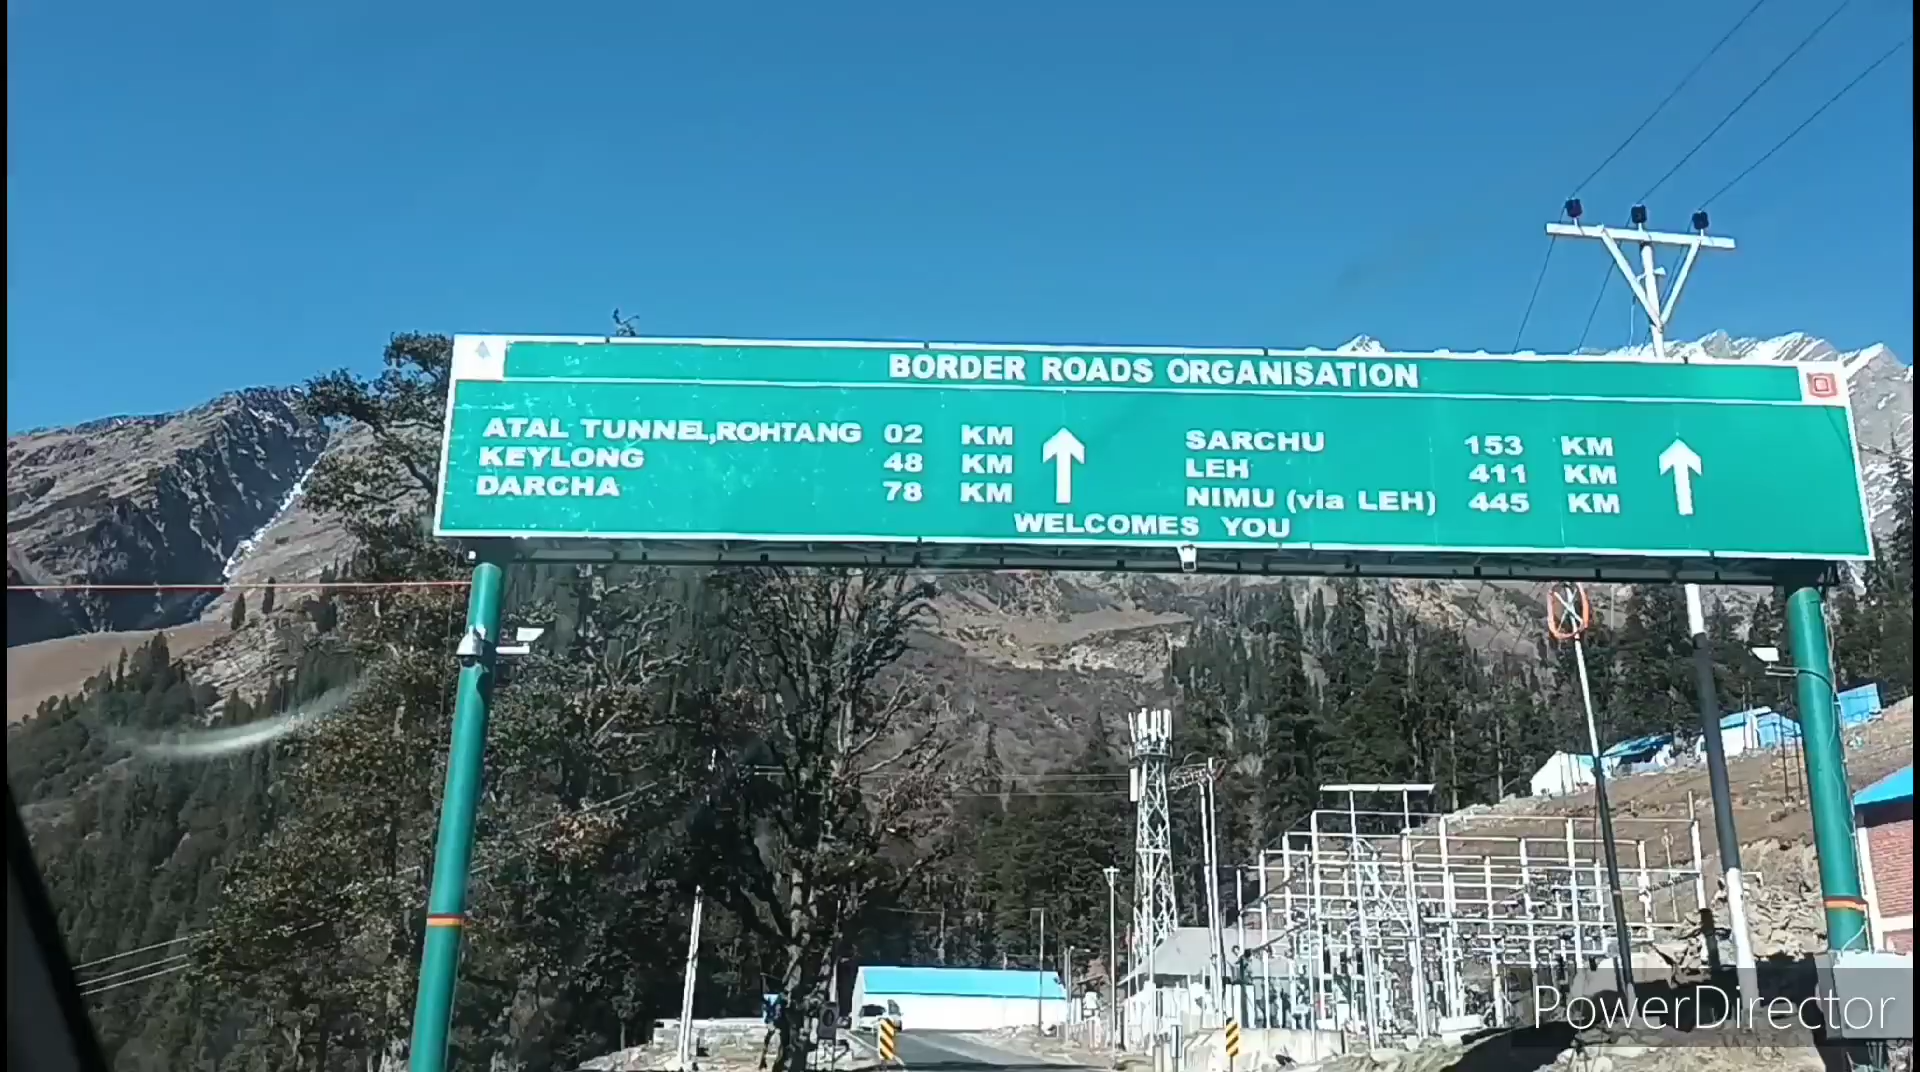 BORDER ROADS ORGANISATION
ATAL TUNNEL,ROHTANG 02 KM
KEYLONG 48 KM
DARCHA 78 KM
SARCHU 153 KM
LEH 411 KM
NIMU (via LEH) 445 KM
WELCOMES YOU
PowerDirector